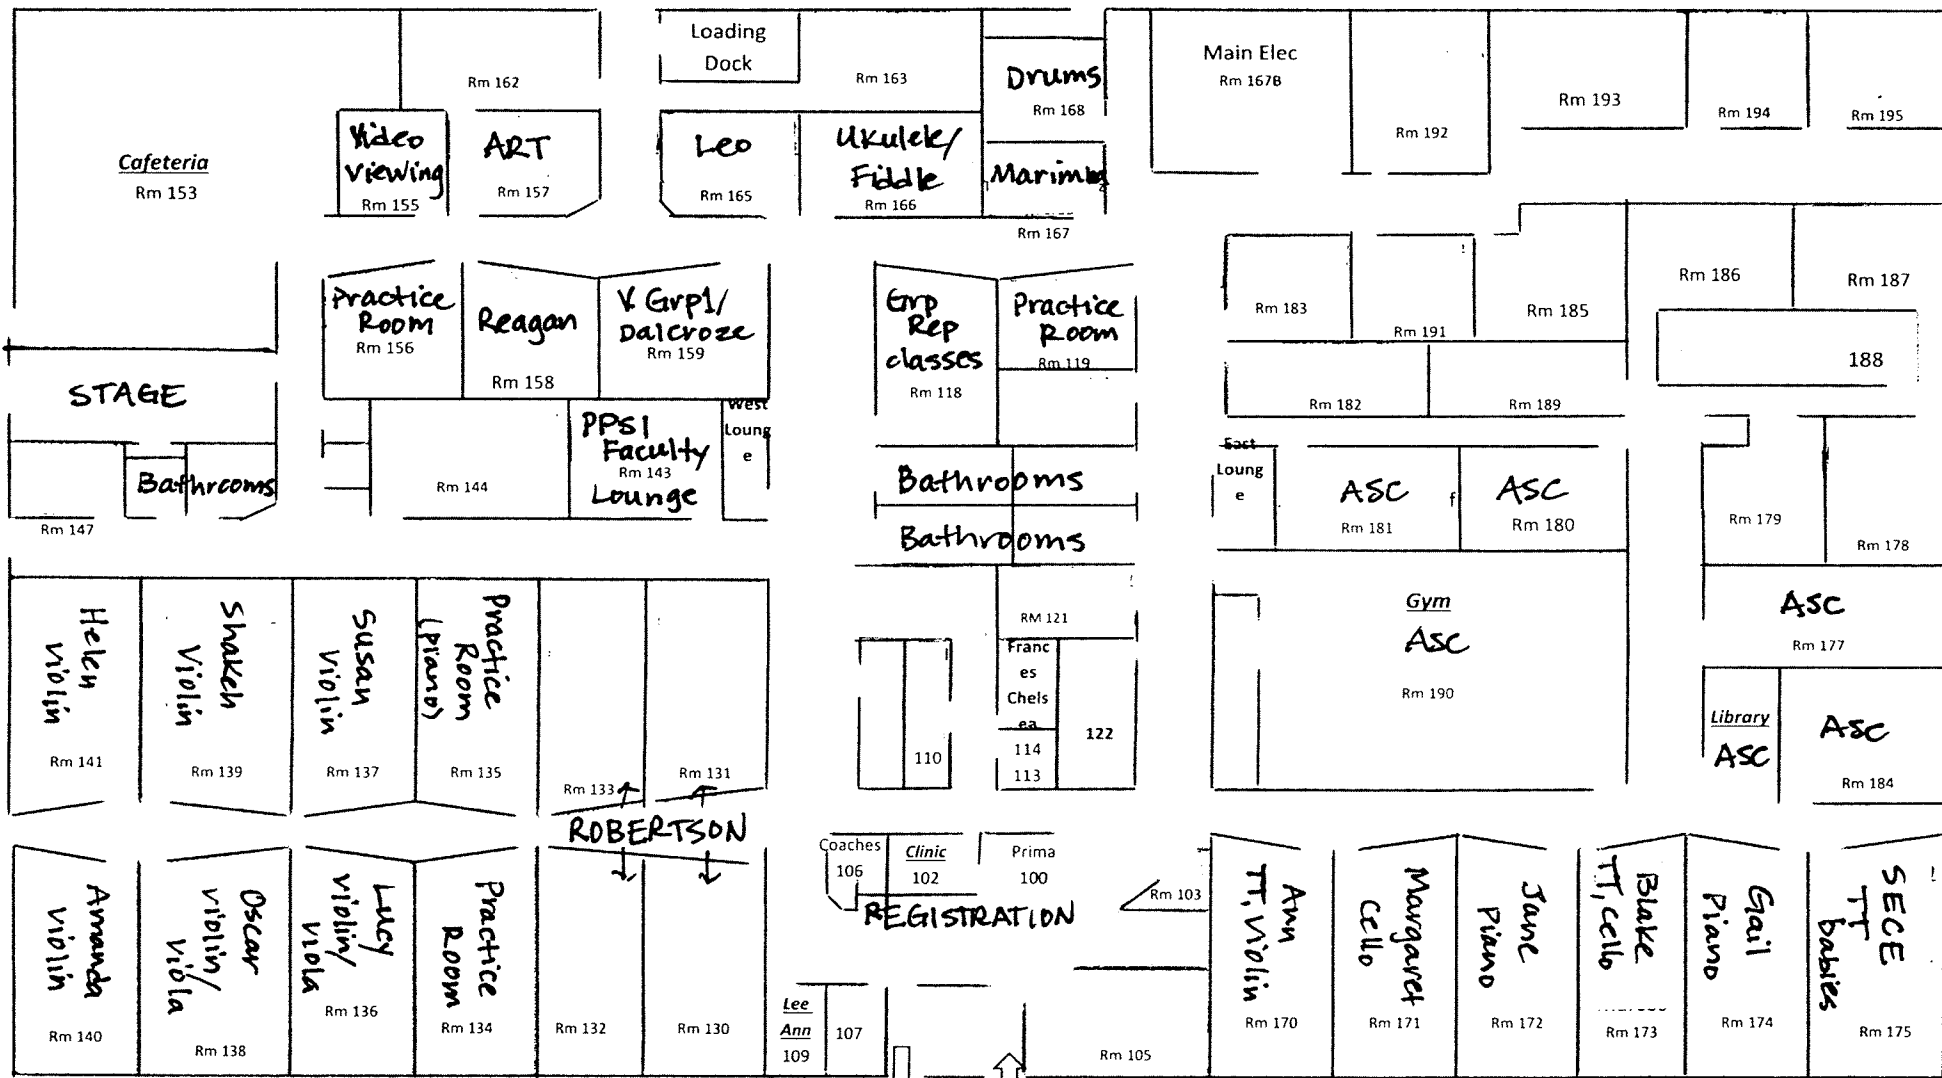 Loading
Dock
Rm 162
Rm 163
Drums
Rm 168
Main Elec
Rm 167B
Rm 192
Rm 193
Rm 194
Rm 195
Cafeteria
Rm 153
Video
Viewing
Rm 155
ART
Rm 157
Leo
Rm 165
Ukulele/
Fiddle
Rm 166
Marimba
Rm 167
Practice
Room
Rm 156
Reagan
Rm 158
V Grp1/
Dalcroze
Rm 159
Grp
Rep
classes
Rm 118
Practice
Room
Rm 119
Rm 183
Rm 191
Rm 185
Rm 186
Rm 187
188
Rm 182
Rm 189
STAGE
Bathrooms
Rm 147
Rm 144
PPSI
Faculty
Rm 143
Lounge
West
Loung
e
Bathrooms
Bathrooms
East
Loung
e
ASC
Rm 181
ASC
Rm 180
Rm 179
Rm 178
Helen
violin
Rm 141
Shakeh
Violin
Rm 139
Susan
Violin
Rm 137
Practice
Room
(piano)
Rm 135
Rm 133
Rm 131
ROBERTSON
RM 121
Franc
es
Chels
ea
114
113
110
122
Gym
ASC
Rm 190
ASC
Rm 177
Library
ASC
ASC
Rm 184
Amanda
violin
Rm 140
Oscar
violin/
viola
Rm 138
Lucy
violin/
viola
Rm 136
Practice
Room
Rm 134
Rm 132
Rm 130
Coaches
106
Clinic
102
Prima
100
Rm 103
REGISTRATION
Lee
Ann
109
107
Rm 105
Ann
TT, Violin
Rm 170
Margaret
Cello
Rm 171
Jane
Piano
Rm 172
Blake
TT, cello
Rm 173
Gail
Piano
Rm 174
SECE
TT
babies
Rm 175